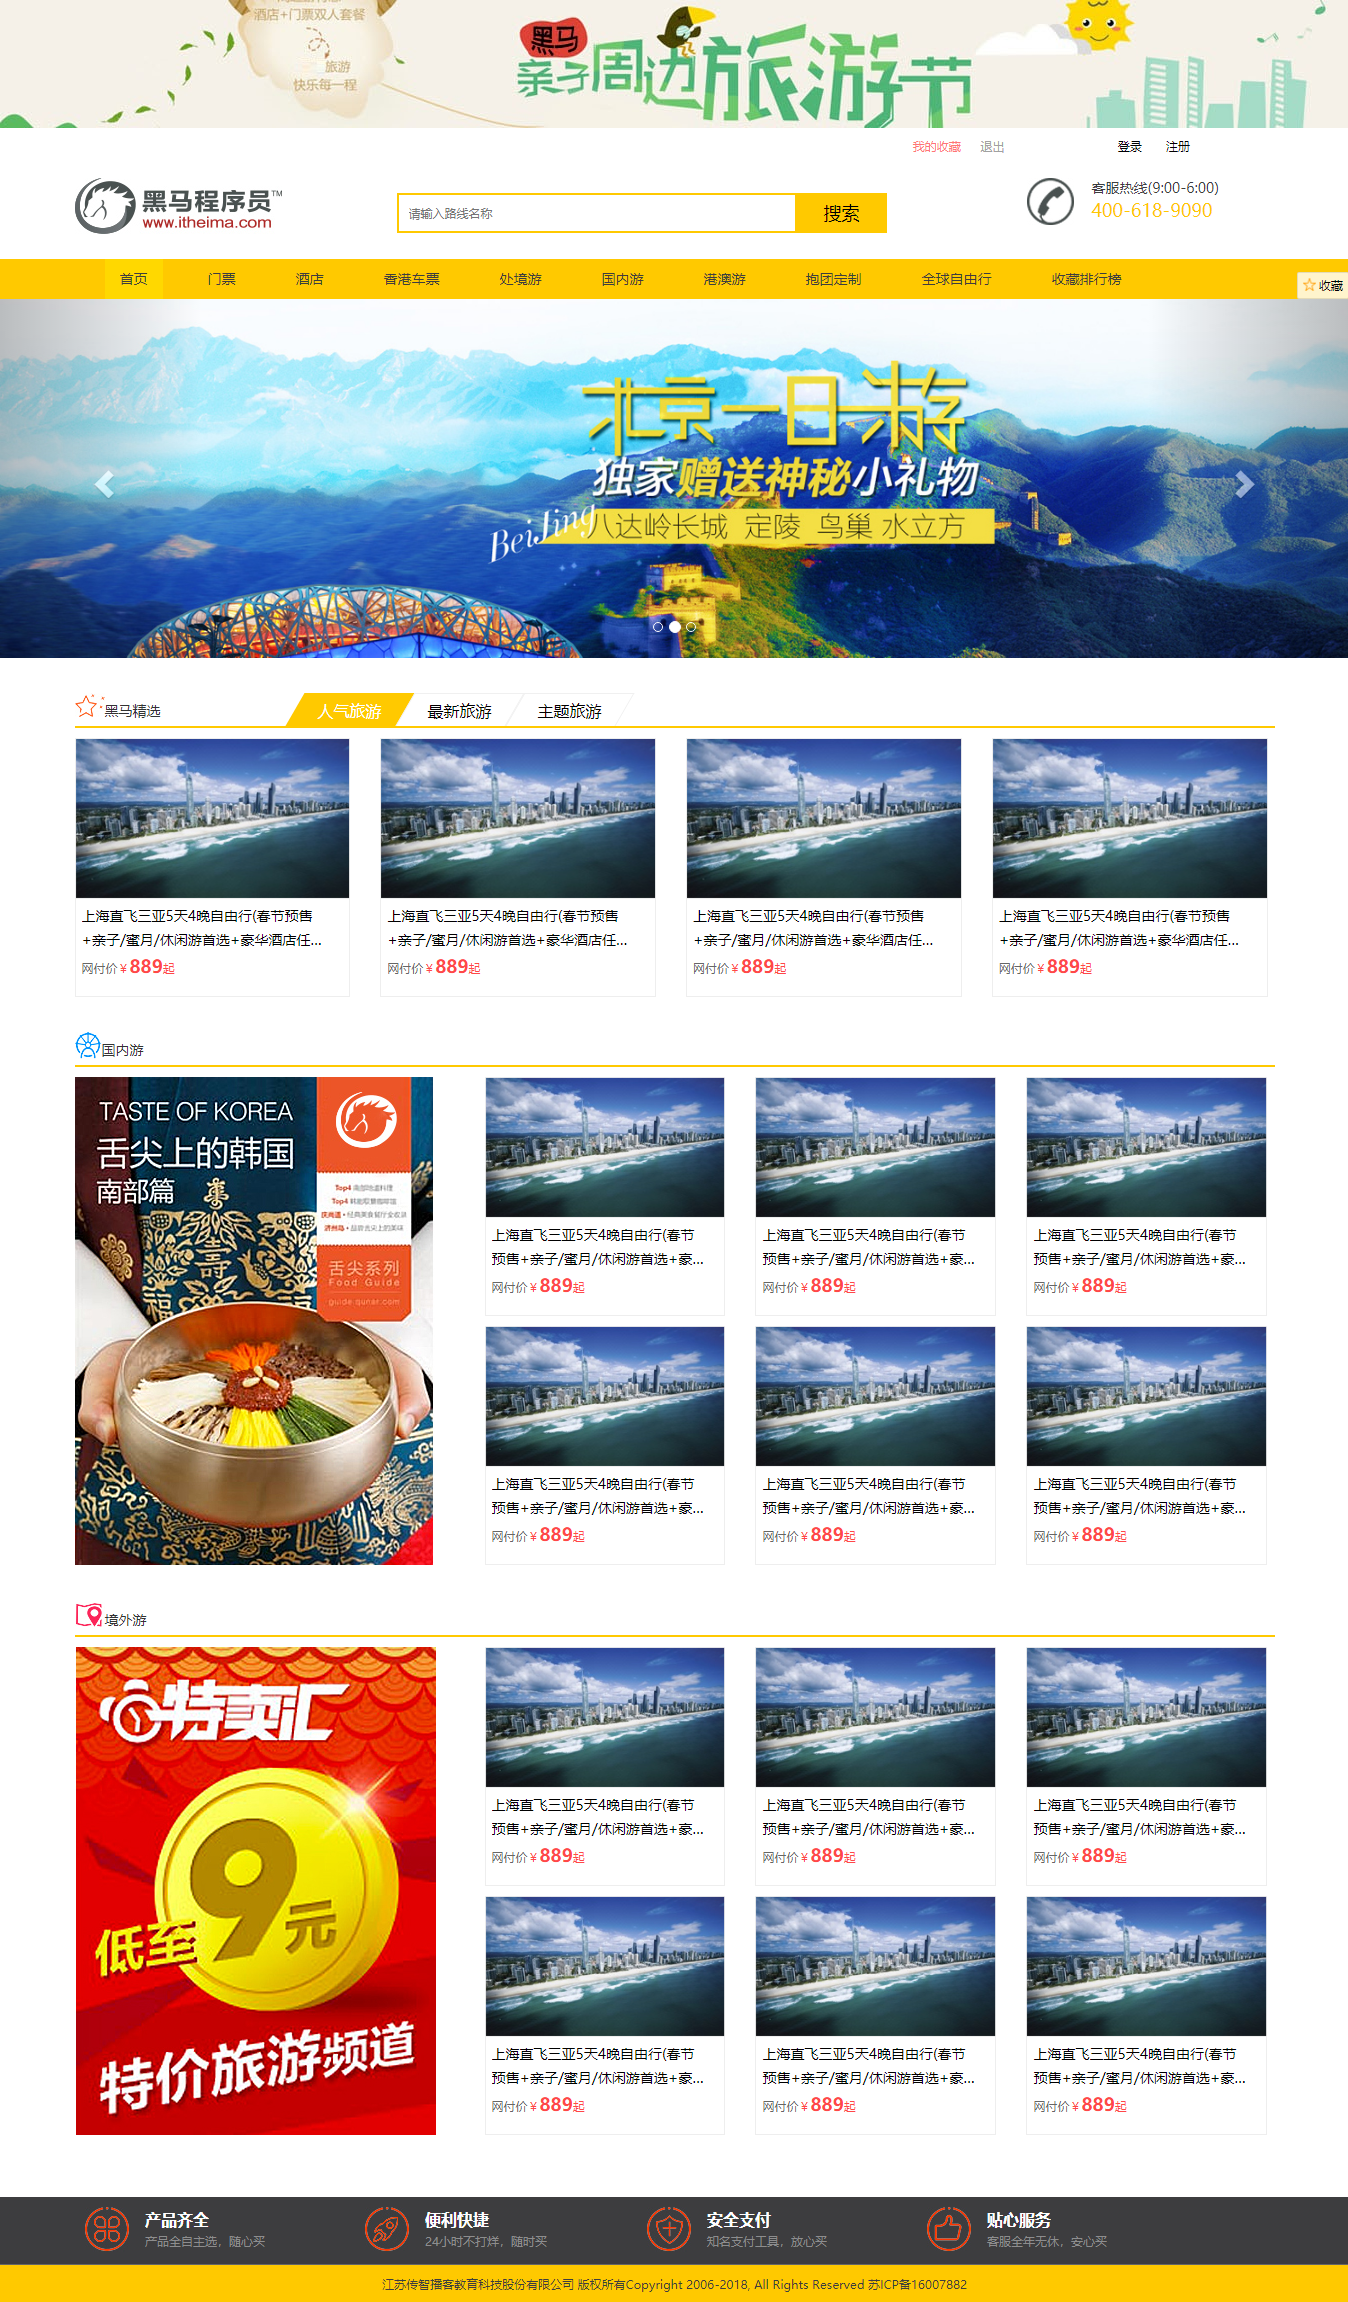 酒店+门票双人套餐
旅游
快乐每一程
黑马
亲子周边旅游节
我的收藏 退出 登录 注册
黑马程序员™
www.itheima.com
请输入路线名称
搜索
客服热线(9:00-6:00)
400-618-9090
首页 门票 酒店 香港车票 处境游 国内游 港澳游 抱团定制 全球自由行 收藏排行榜
收藏
北京一日游
独家赠送神秘小礼物
BeiJing
八达岭长城 定陵 鸟巢 水立方
黑马精选 人气旅游 最新旅游 主题旅游
上海直飞三亚5天4晚自由行(春节预售
+亲子/蜜月/休闲游首选+豪华酒店任...
网付价￥889起
上海直飞三亚5天4晚自由行(春节预售
+亲子/蜜月/休闲游首选+豪华酒店任...
网付价￥889起
上海直飞三亚5天4晚自由行(春节预售
+亲子/蜜月/休闲游首选+豪华酒店任...
网付价￥889起
上海直飞三亚5天4晚自由行(春节预售
+亲子/蜜月/休闲游首选+豪华酒店任...
网付价￥889起
国内游
TASTE OF KOREA
舌尖上的韩国
南部篇
舌尖系列
Food Guide
guide.qunar.com
上海直飞三亚5天4晚自由行(春节
预售+亲子/蜜月/休闲游首选+豪...
网付价￥889起
上海直飞三亚5天4晚自由行(春节
预售+亲子/蜜月/休闲游首选+豪...
网付价￥889起
上海直飞三亚5天4晚自由行(春节
预售+亲子/蜜月/休闲游首选+豪...
网付价￥889起
上海直飞三亚5天4晚自由行(春节
预售+亲子/蜜月/休闲游首选+豪...
网付价￥889起
上海直飞三亚5天4晚自由行(春节
预售+亲子/蜜月/休闲游首选+豪...
网付价￥889起
上海直飞三亚5天4晚自由行(春节
预售+亲子/蜜月/休闲游首选+豪...
网付价￥889起
境外游
特卖汇
低至9元
特价旅游频道
上海直飞三亚5天4晚自由行(春节
预售+亲子/蜜月/休闲游首选+豪...
网付价￥889起
上海直飞三亚5天4晚自由行(春节
预售+亲子/蜜月/休闲游首选+豪...
网付价￥889起
上海直飞三亚5天4晚自由行(春节
预售+亲子/蜜月/休闲游首选+豪...
网付价￥889起
上海直飞三亚5天4晚自由行(春节
预售+亲子/蜜月/休闲游首选+豪...
网付价￥889起
上海直飞三亚5天4晚自由行(春节
预售+亲子/蜜月/休闲游首选+豪...
网付价￥889起
上海直飞三亚5天4晚自由行(春节
预售+亲子/蜜月/休闲游首选+豪...
网付价￥889起
产品齐全
产品全自主选，随心买
便利快捷
24小时不打烊，随时买
安全支付
知名支付工具，放心买
贴心服务
客服全年无休，安心买
江苏传智播客教育科技股份有限公司 版权所有Copyright 2006-2018, All Rights Reserved 苏ICP备16007882